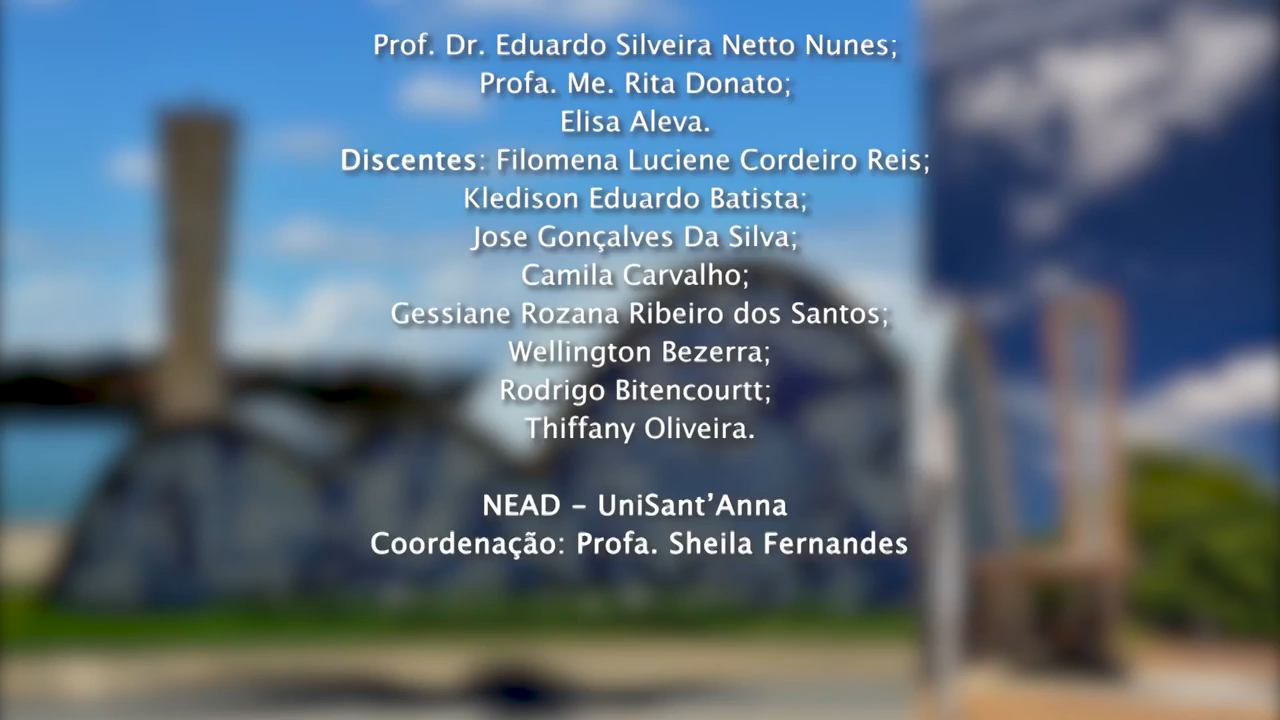 Prof. Dr. Eduardo Silveira Netto Nunes;
Profa. Me. Rita Donato;
Elisa Aleva.
Discentes: Filomena Luciene Cordeiro Reis;
Kledison Eduardo Batista;
Jose Gonçalves Da Silva;
Camila Carvalho;
Gessiane Rozana Ribeiro dos Santos;
Wellington Bezerra;
Rodrigo Bitencourtt;
Thiffany Oliveira.
NEAD – UniSant’Anna
Coordenação: Profa. Sheila Fernandes